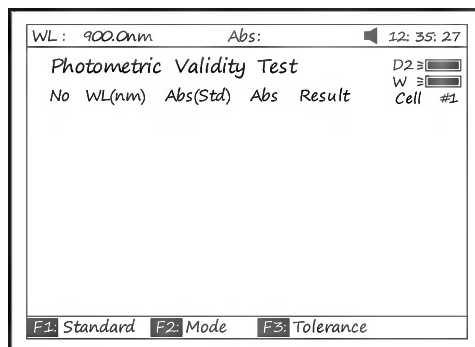 WL: 900.0nm Abs: 12:35:27
Photometric Validity Test D2
W
No WL(nm) Abs(Std) Abs Result Cell #1
F1: Standard F2: Mode F3: Tolerance